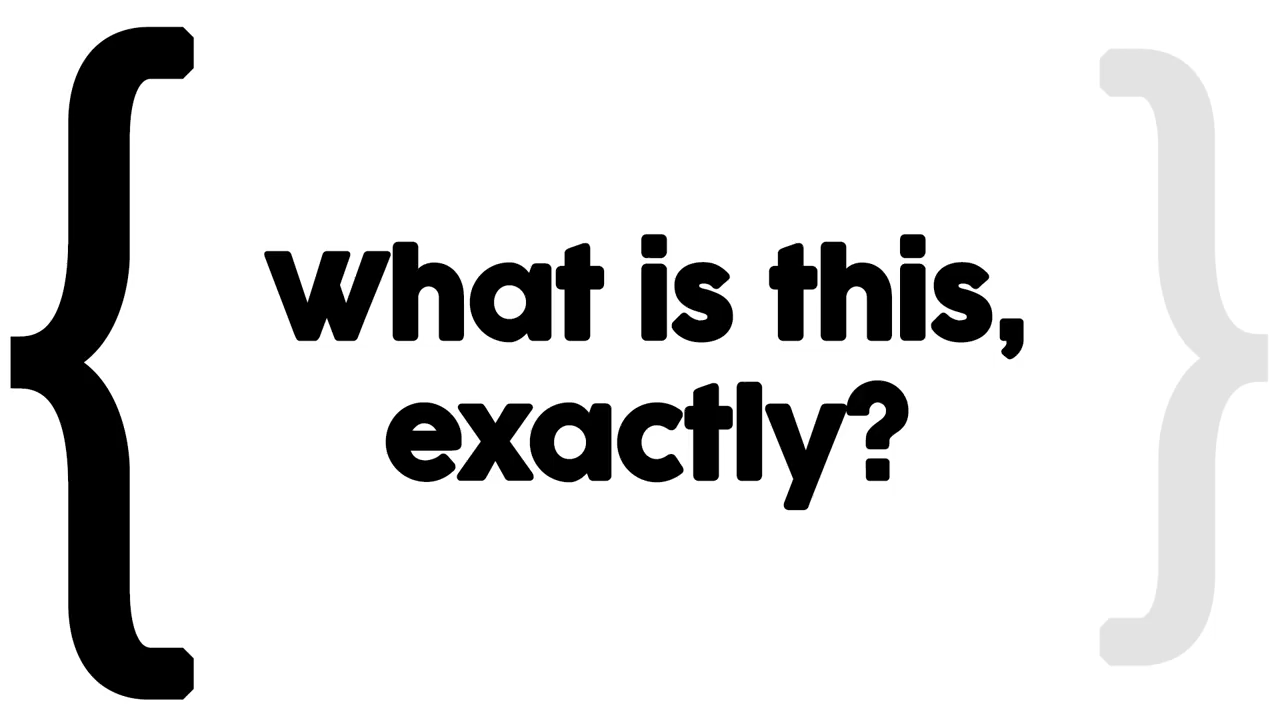 { What is this, }
exactly?